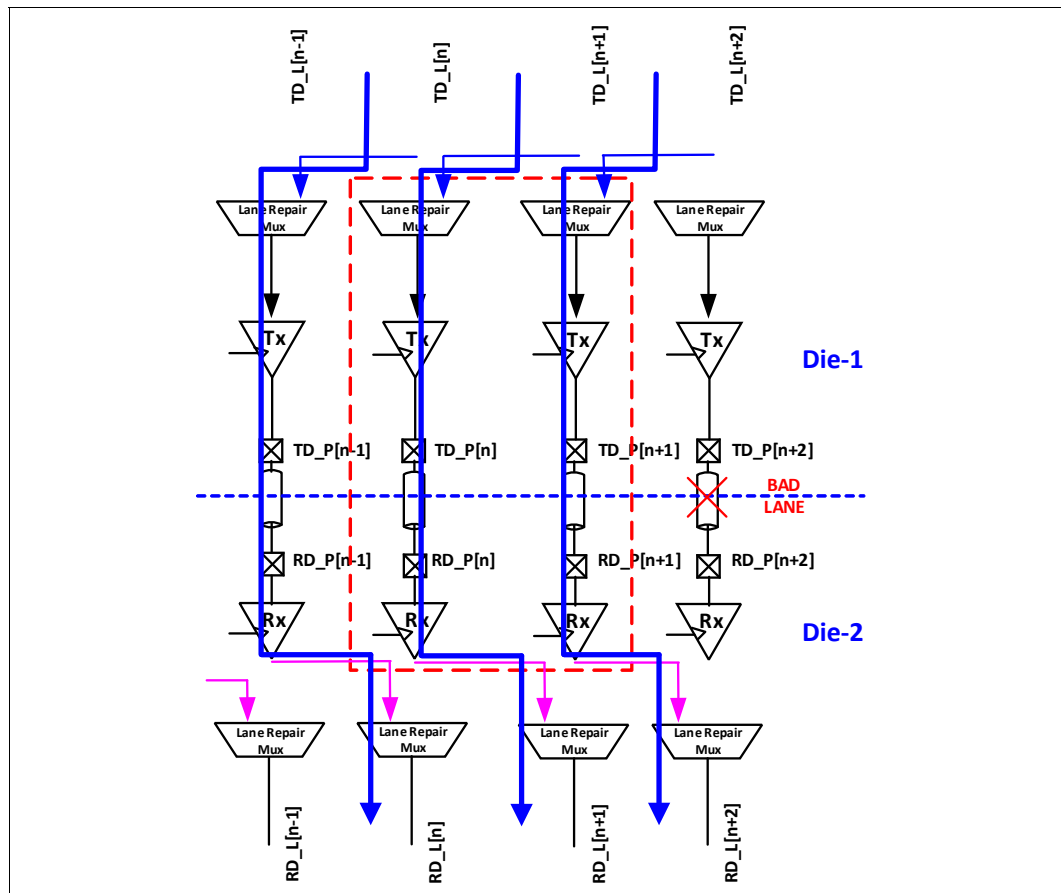 TD_L[n-1]
TD_L[n]
TD_L[n+1]
TD_L[n+2]
Lane Repair
Mux
Lane Repair
Mux
Lane Repair
Mux
Lane Repair
Mux
Tx
Tx
Tx
Tx
Die-1
TD_P[n-1]
TD_P[n]
TD_P[n+1]
TD_P[n+2]
BAD
LANE
RD_P[n-1]
RD_P[n]
RD_P[n+1]
RD_P[n+2]
Rx
Rx
Rx
Rx
Die-2
Lane Repair
Mux
Lane Repair
Mux
Lane Repair
Mux
Lane Repair
Mux
RD_L[n-1]
RD_L[n]
RD_L[n+1]
RD_L[n+2]